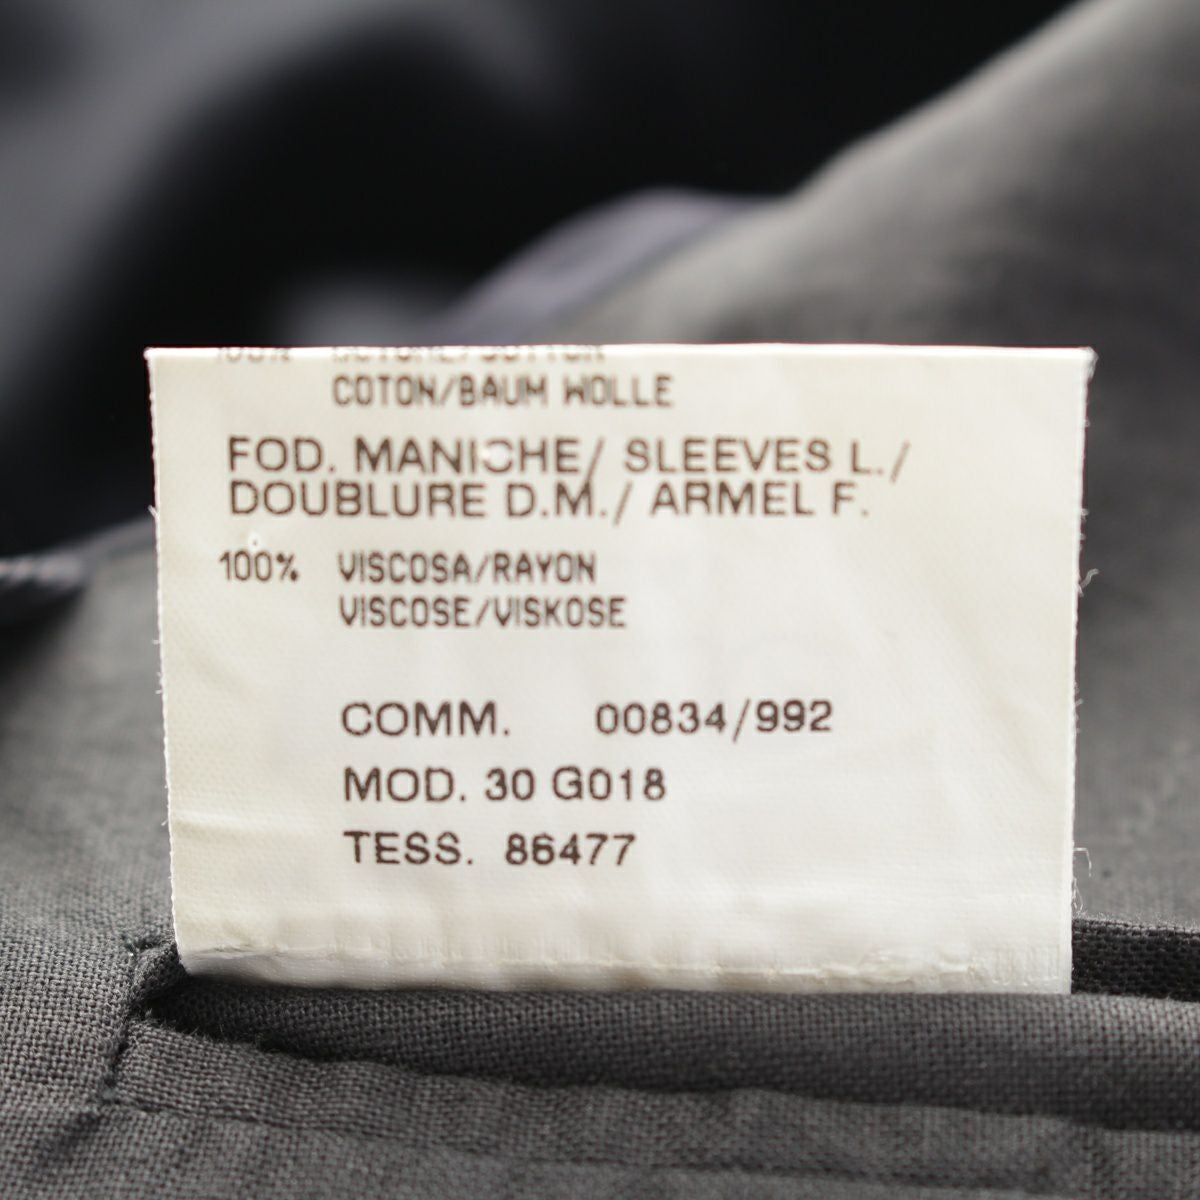 COTON/BAUM WOLLE
FOD. MANICHE/ SLEEVES L./
DOUBLURE D.M./ ARMEL F.
100% VISCOSA/RAYON
VISCOSE/VISKOSE
COMM. 00834/992
MOD. 30 G018
TESS. 86477